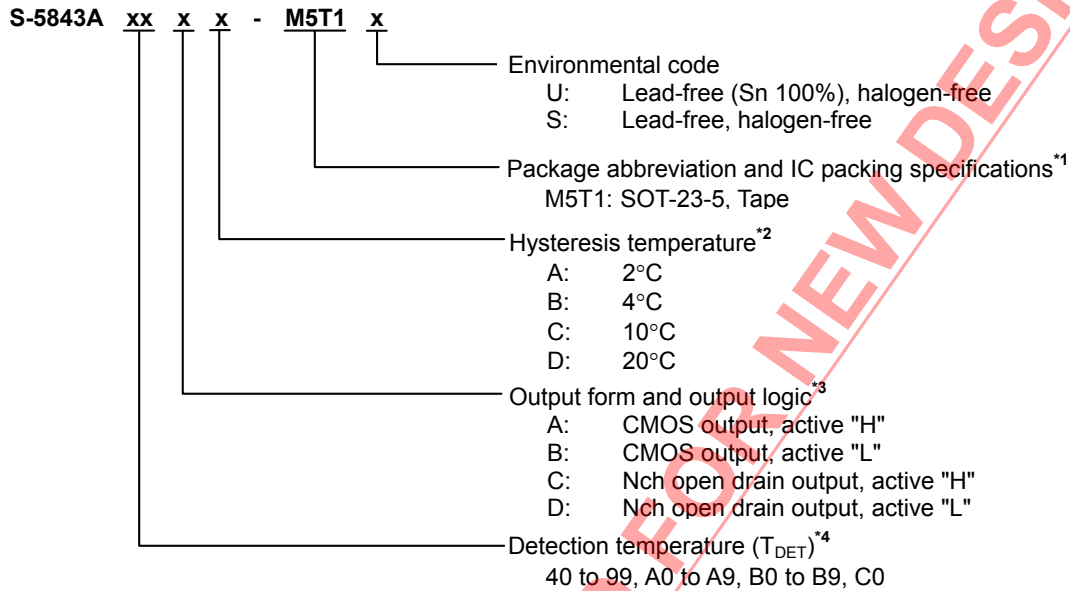 S-5843A xx x x - M5T1 x
Environmental code
U: Lead-free (Sn 100%), halogen-free
S: Lead-free, halogen-free
Package abbreviation and IC packing specifications*1
M5T1: SOT-23-5, Tape
Hysteresis temperature*2
A: 2°C
B: 4°C
C: 10°C
D: 20°C
Output form and output logic*3
A: CMOS output, active "H"
B: CMOS output, active "L"
C: Nch open drain output, active "H"
D: Nch open drain output, active "L"
Detection temperature (TDET)*4
40 to 99, A0 to A9, B0 to B9, C0
FOR NEW DESI